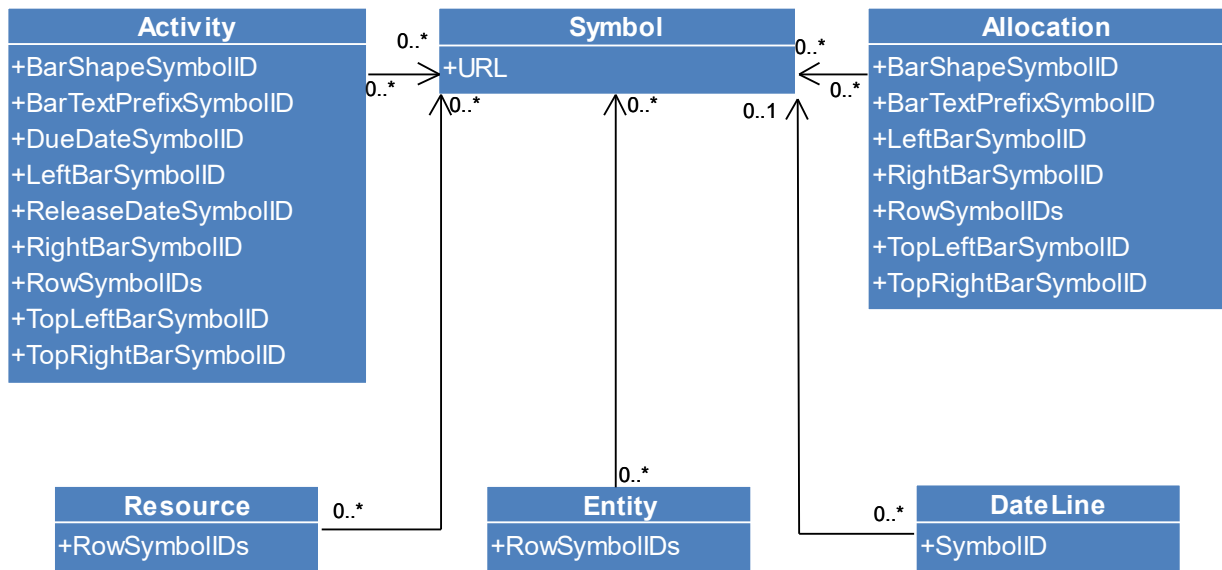 Activity
+BarShapeSymbolID
+BarTextPrefixSymbolID
+DueDateSymbolID
+LeftBarSymbolID
+ReleaseDateSymbolID
+RightBarSymbolID
+RowSymbolIDs
+TopLeftBarSymbolID
+TopRightBarSymbolID
0..*
0..*
Symbol
+URL
0..*
0..*
0..1
0..*
0..*
Allocation
+BarShapeSymbolID
+BarTextPrefixSymbolID
+LeftBarSymbolID
+RightBarSymbolID
+RowSymbolIDs
+TopLeftBarSymbolID
+TopRightBarSymbolID
Resource
+RowSymbolIDs
0..*
0..*
Entity
+RowSymbolIDs
0..*
DateLine
+SymbolID